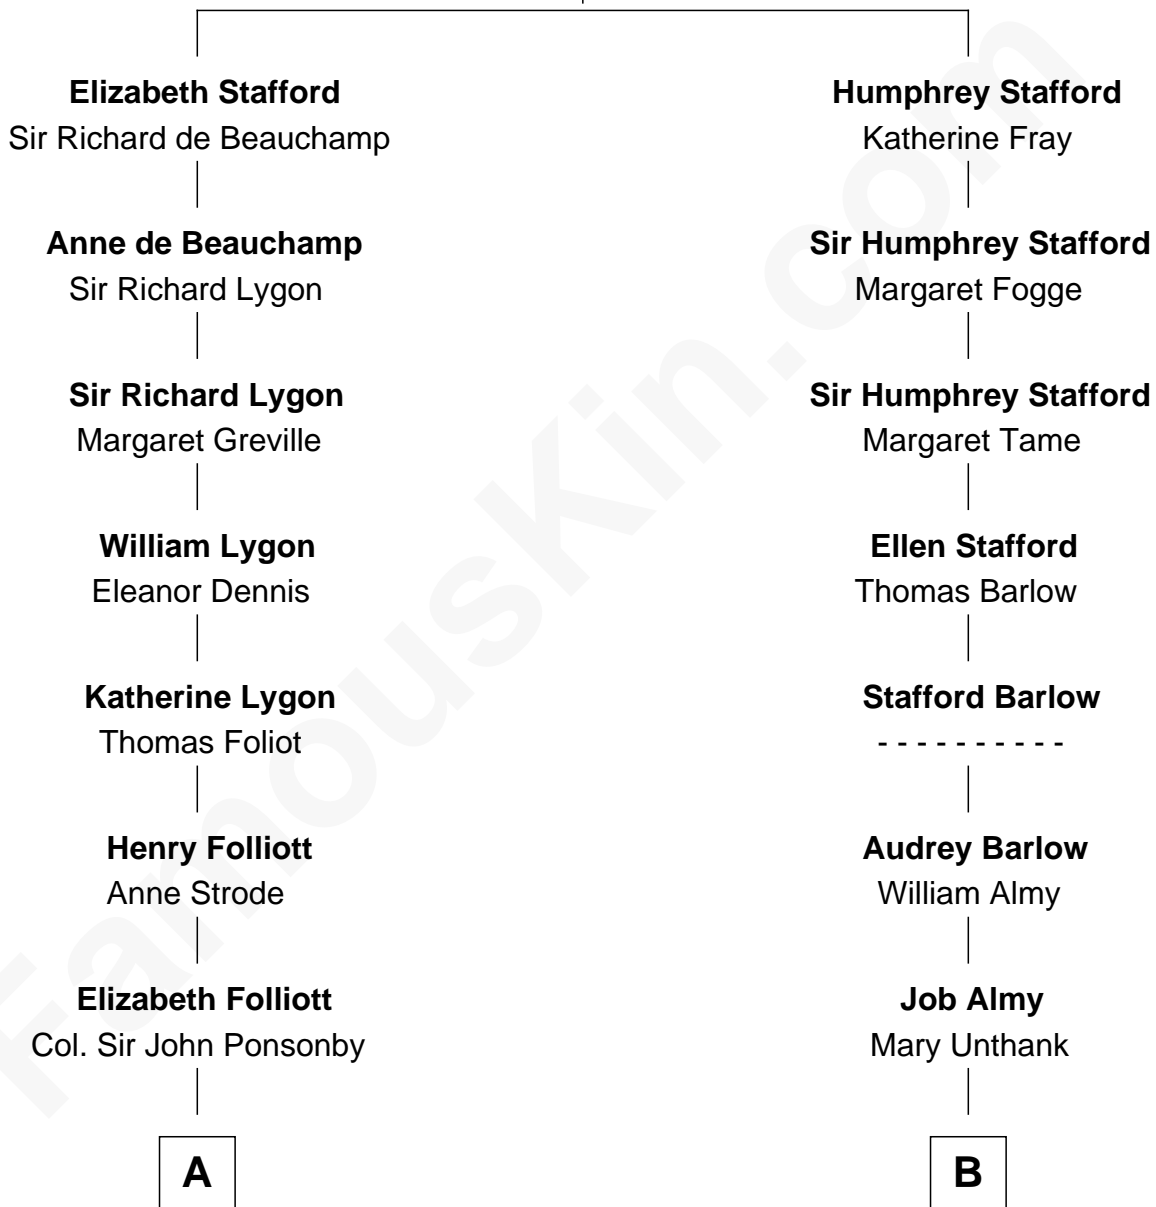 Elizabeth Stafford
Sir Richard de Beauchamp
Humphrey Stafford
Katherine Fray
Anne de Beauchamp
Sir Richard Lygon
Sir Humphrey Stafford
Margaret Fogge
Sir Richard Lygon
Margaret Greville
Sir Humphrey Stafford
Margaret Tame
William Lygon
Eleanor Dennis
Ellen Stafford
Thomas Barlow
Katherine Lygon
Thomas Foliot
Stafford Barlow
- - - - - - - - - -
Henry Folliott
Anne Strode
Audrey Barlow
William Almy
Elizabeth Folliott
Col. Sir John Ponsonby
Job Almy
Mary Unthank
A
B
FamousKin.com